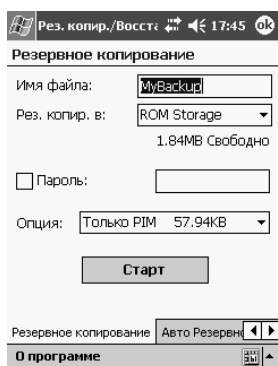 Рез. копир./Восста 17:45 ok
Резервное копирование
Имя файла: MyBackup
Рез. копир. в: ROM Storage
1.84MB Свободно
Пароль:
Опция: Только PIM 57.94KB
Старт
Резервное копирование Авто Резервн
О программе